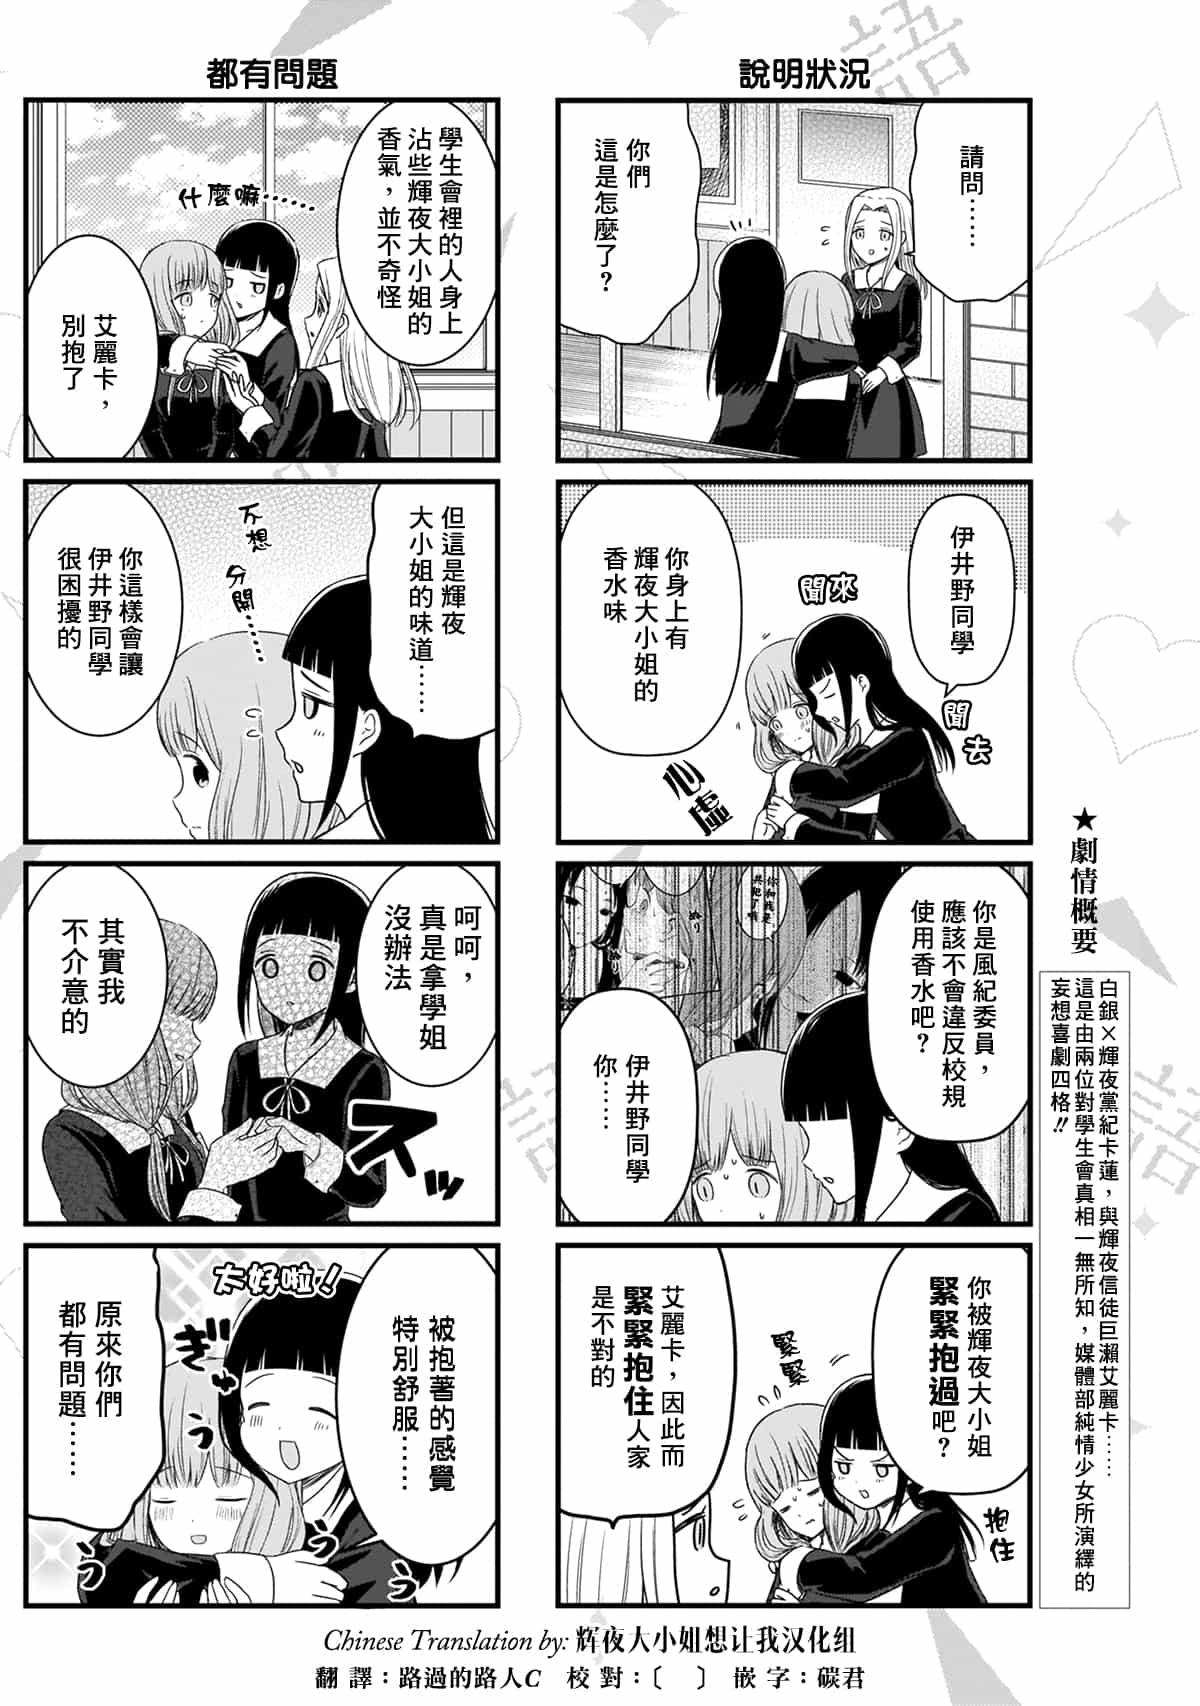 說明狀況
請問……
你們
這是怎麼了？
伊井野同學
聞來
聞去
你身上有
輝夜大小姐的
香水味
心虛
你是風紀委員，
應該不會違反校規
使用香水吧？
你和我是
共犯了哦
伊井野同學
你……
你被輝夜大小姐
緊緊抱過吧？
緊緊
抱住
艾麗卡，因此而
緊緊抱住人家
是不對的
都有問題
學生會裡的人身上
沾些輝夜大小姐的
香氣，並不奇怪
什麼嘛……
艾麗卡，
別抱了
但這是輝夜
大小姐的味道……
不想
分開……
你這樣會讓
伊井野同學
很困擾的
呵呵，
真是拿學姐
沒辦法
其實我
不介意的
スッ
被抱著的感覺
特別舒服……
太好啦！
ぎゅ
うぅ
原來你們
都有問題……
★劇情概要
白銀×輝夜黨紀卡蓮，與輝夜信徒巨瀨艾麗卡……
這是由兩位對學生會真相一無所知，媒體部純情少女所演繹的
妄想喜劇四格!!
Chinese Translation by: 辉夜大小姐想让我汉化组
翻譯：路過的路人C 校對：〔 〕 嵌字：碳君